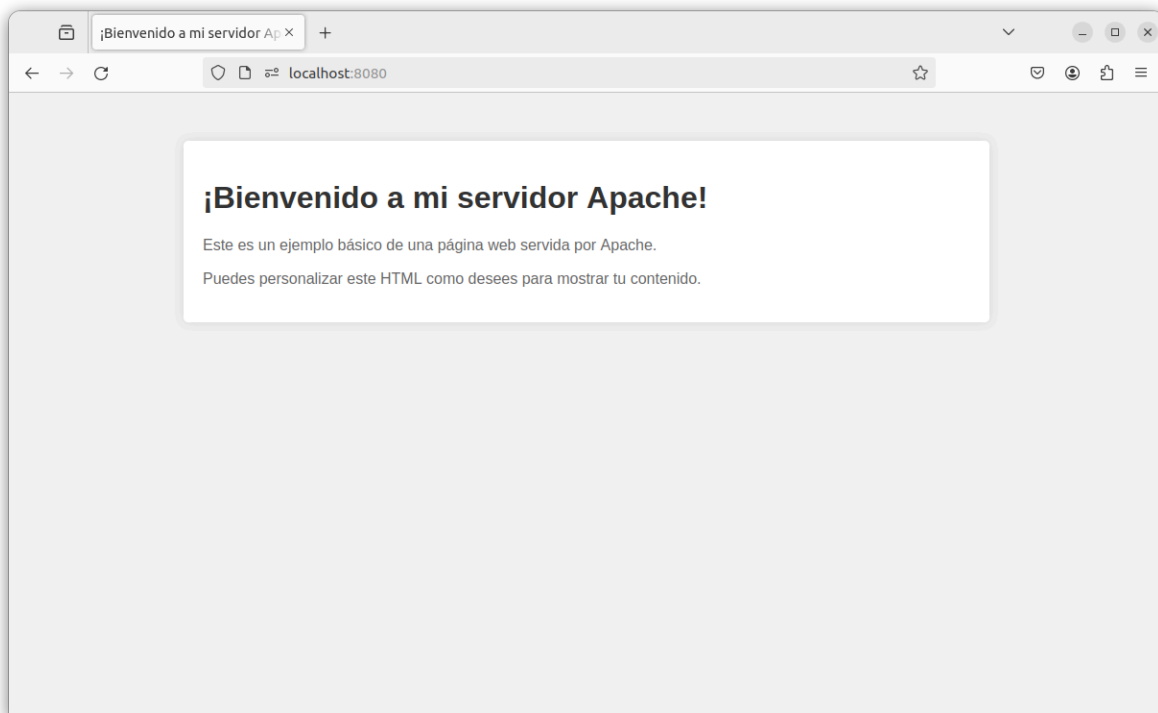 ¡Bienvenido a mi servidor Ap
localhost:8080
¡Bienvenido a mi servidor Apache!
Este es un ejemplo básico de una página web servida por Apache.
Puedes personalizar este HTML como desees para mostrar tu contenido.